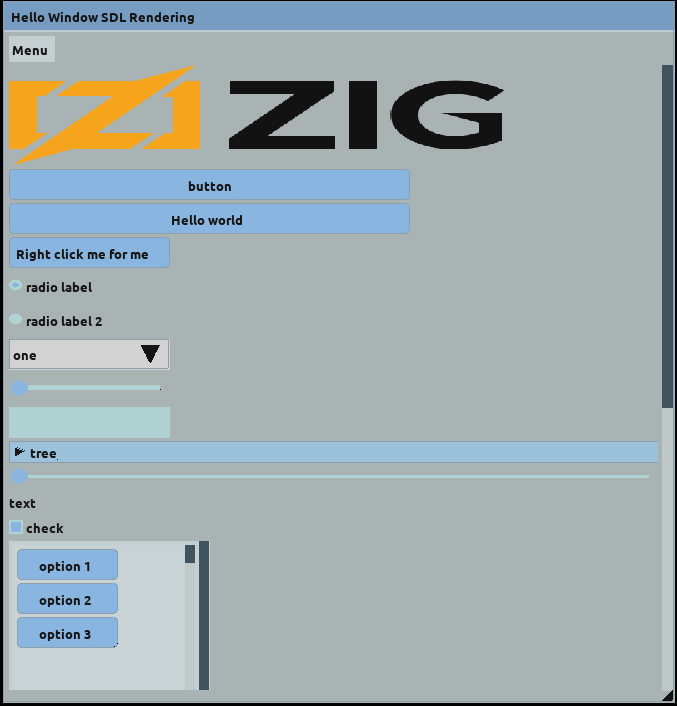 Hello Window SDL Rendering
Menu
ZIG
button
Hello world
Right click me for me
radio label
radio label 2
one
tree
text
check
option 1
option 2
option 3